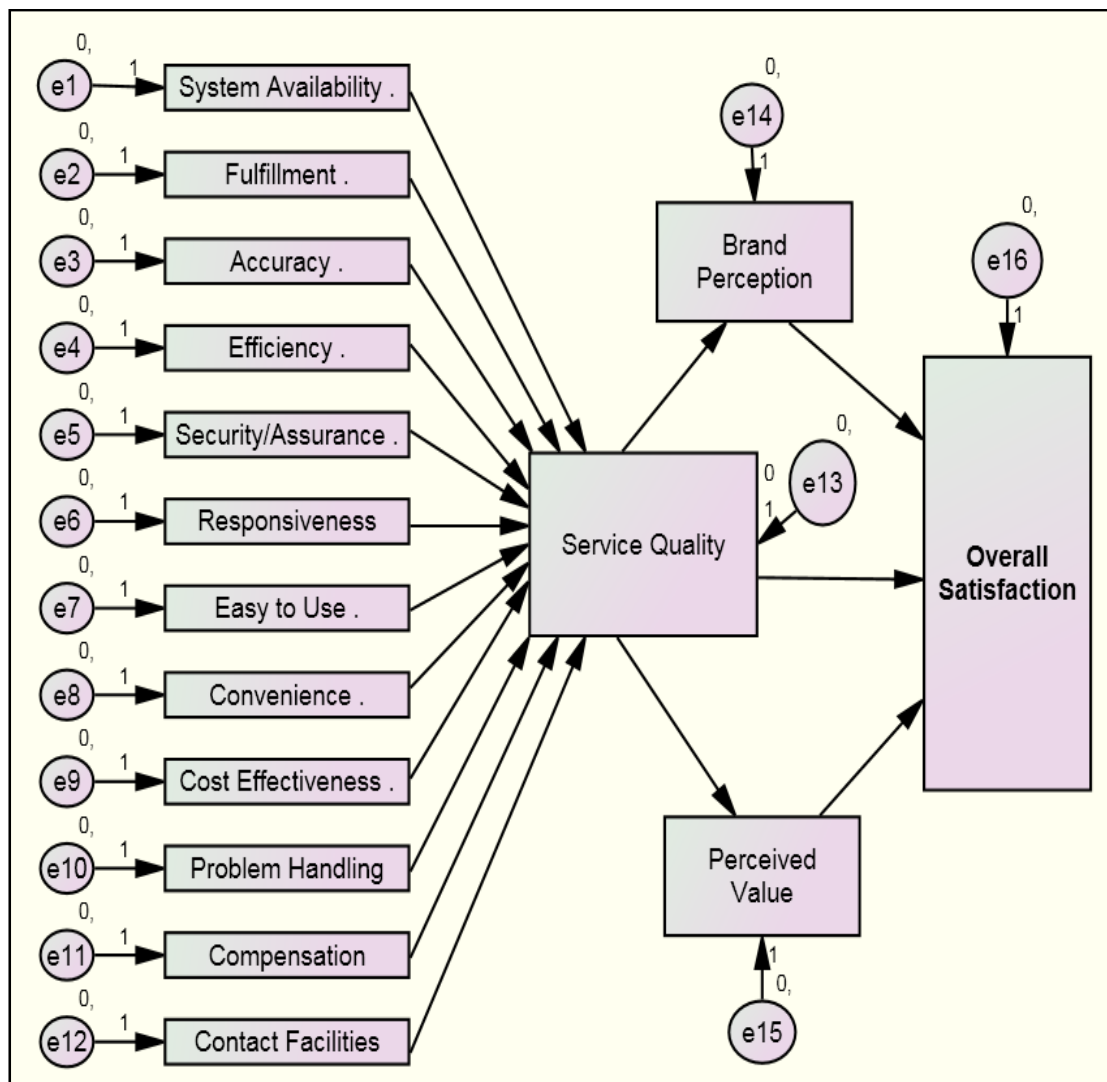 0,
e1
1
System Availability .
0,
e2
1
Fulfillment .
0,
e3
1
Accuracy .
0,
e4
1
Efficiency .
0,
e5
1
Security/Assurance .
0,
e6
1
Responsiveness
0,
e7
1
Easy to Use .
0,
e8
1
Convenience .
0,
e9
1
Cost Effectiveness .
0,
e10
1
Problem Handling
0,
e11
1
Compensation
0,
e12
1
Contact Facilities
0
Service Quality
0,
e13
1
0,
e14
1
Brand
Perception
0,
e15
1
Perceived
Value
0,
e16
1
Overall
Satisfaction